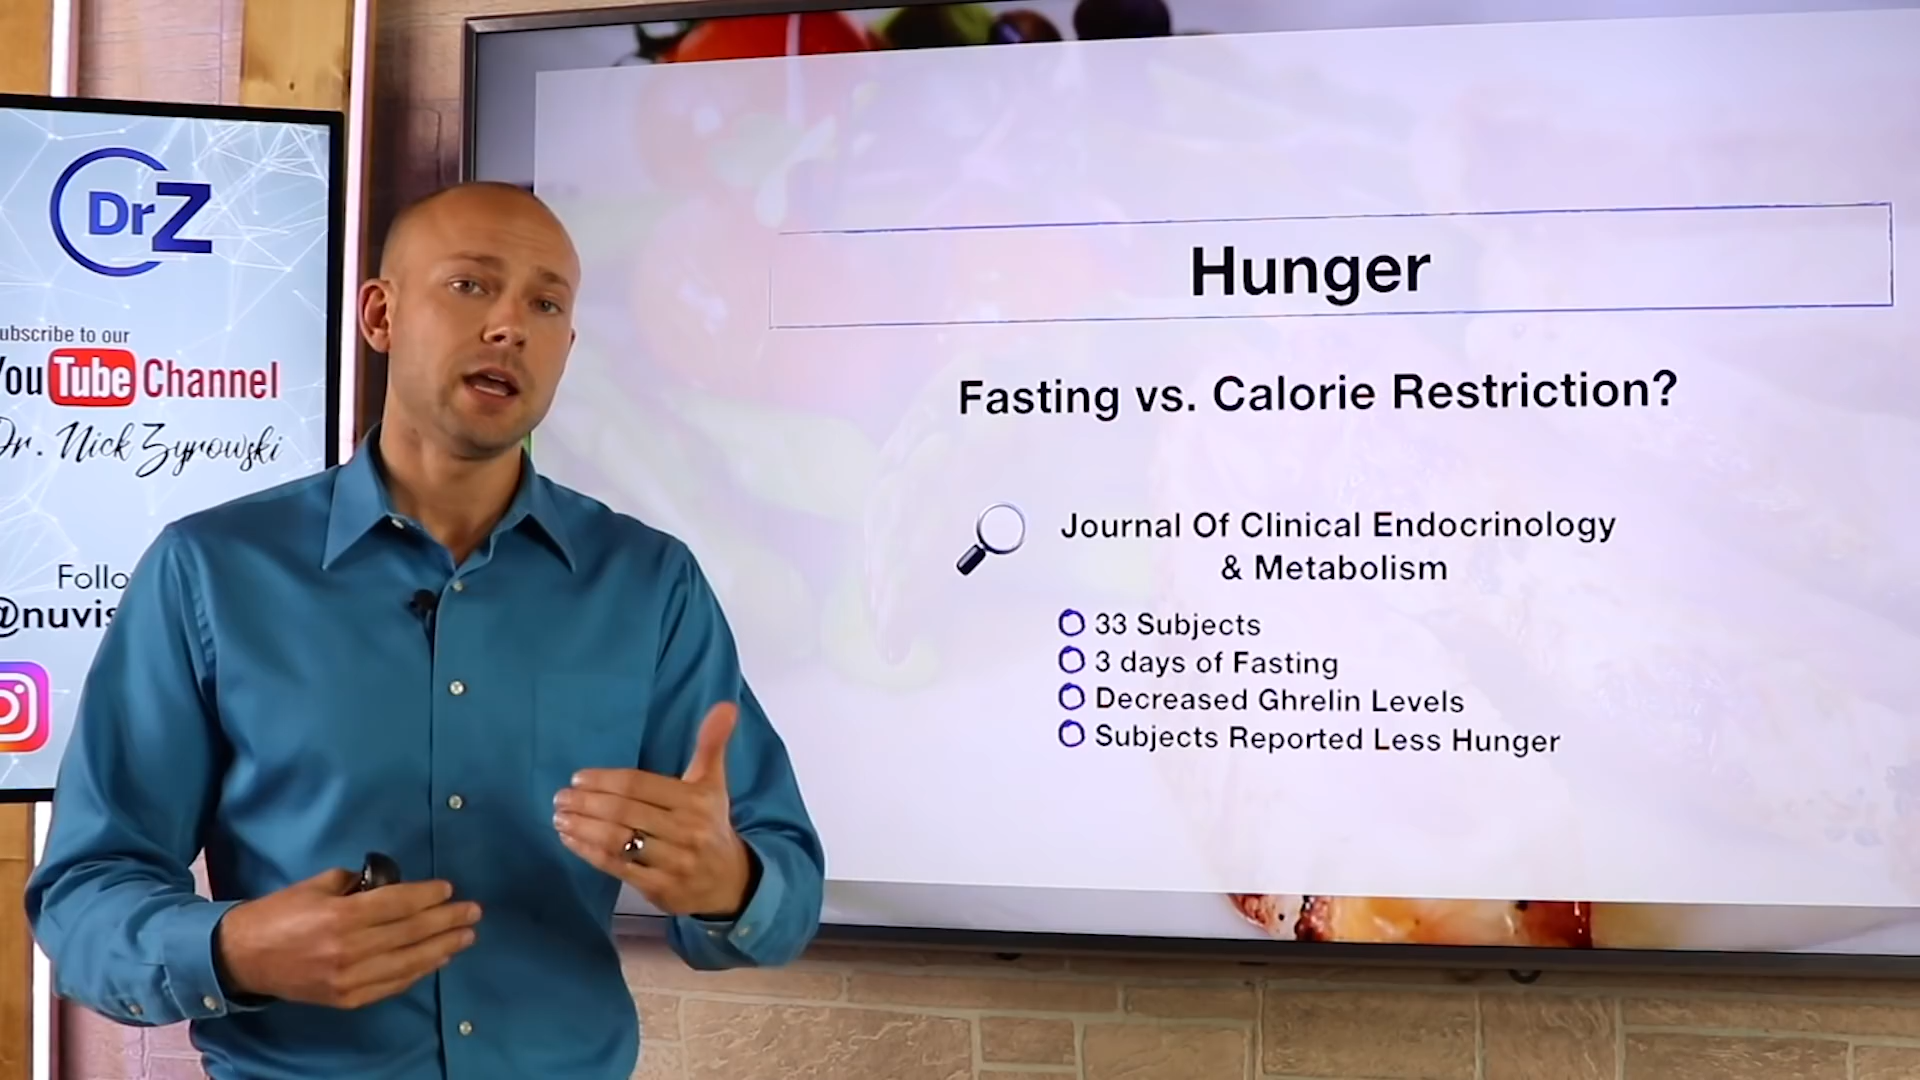 DrZ
ubscribe to our
You Tube Channel
Dr. Nick Zyrowski
Follo
@nuvis
Hunger
Fasting vs. Calorie Restriction?
Journal Of Clinical Endocrinology
& Metabolism
33 Subjects
3 days of Fasting
Decreased Ghrelin Levels
Subjects Reported Less Hunger